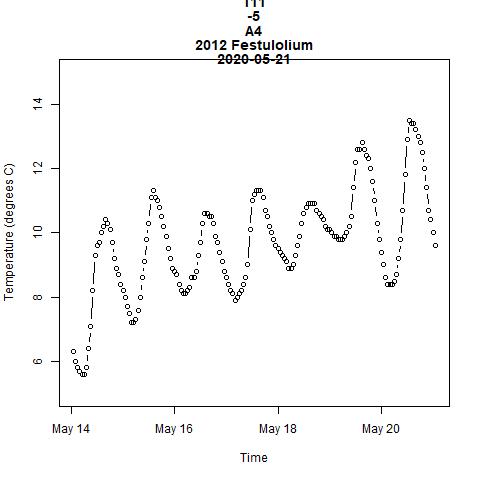 T11
-5
A4
2012 Festulolium
2020-05-21
Temperature (degrees C)
14
12
10
8
6
May 14
May 16
May 18
May 20
Time